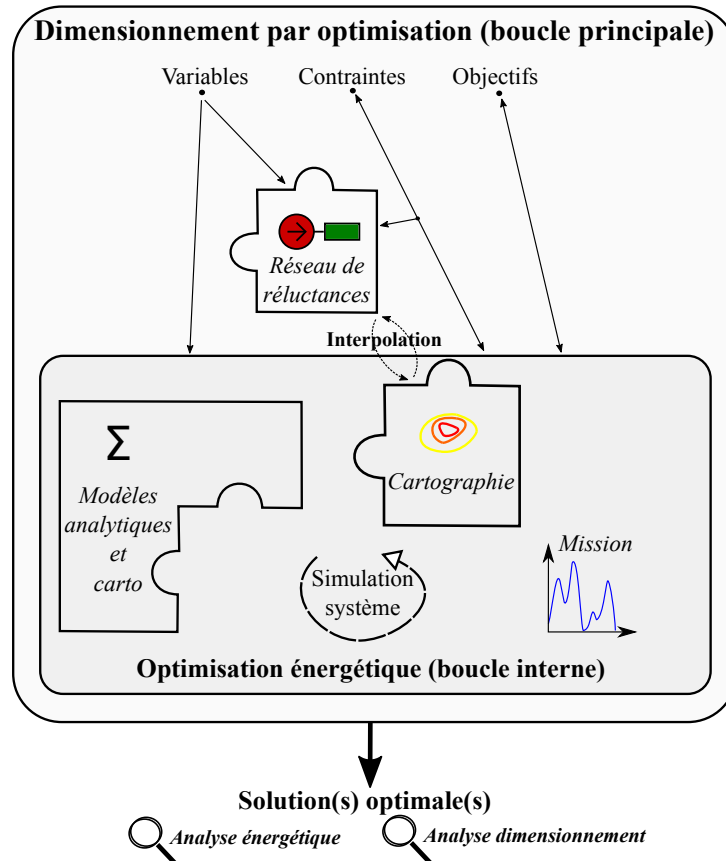 Dimensionnement par optimisation (boucle principale)
Variables
Contraintes
Objectifs
Réseau de
réluctances
Interpolation
Σ
Modèles
analytiques
et
carto
Cartographie
Simulation
système
Mission
Optimisation énergétique (boucle interne)
Solution(s) optimale(s)
Analyse énergétique
Analyse dimensionnement